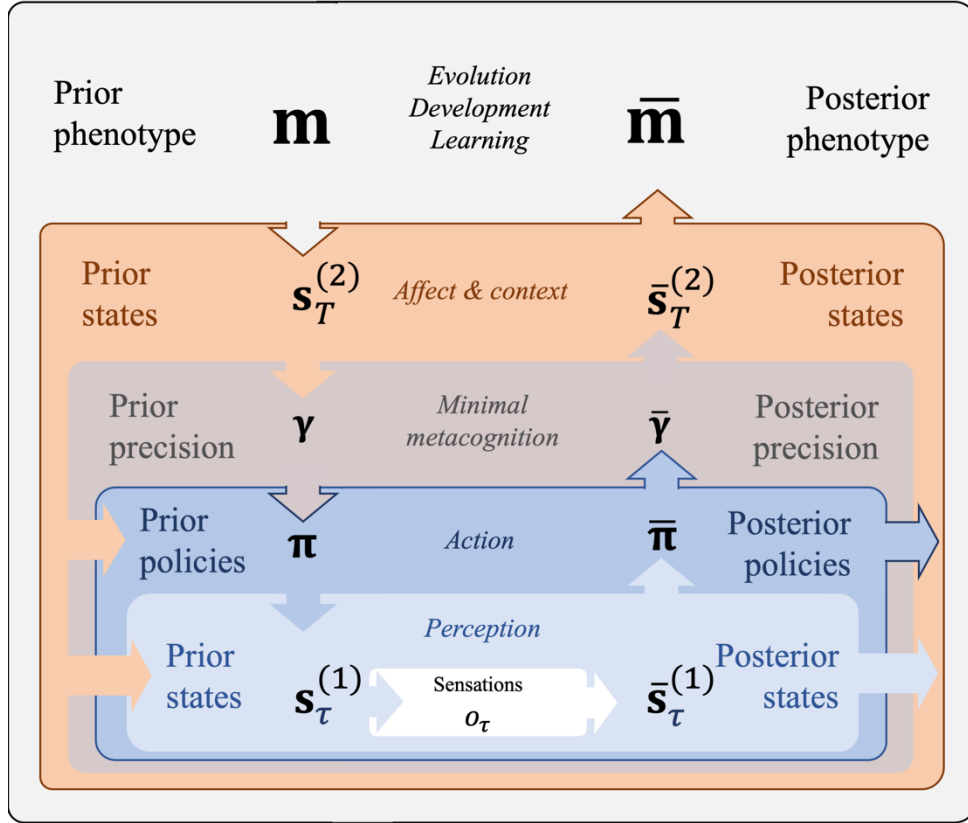 Prior
phenotype
m
Evolution
Development
Learning
m̄
Posterior
phenotype
Prior
states
s_T^(2)
Affect & context
s̄_T^(2)
Posterior
states
Prior
precision
γ
Minimal
metacognition
γ̄
Posterior
precision
Prior
policies
π
Action
π̄
Posterior
policies
Perception
Prior
states
s_τ^(1)
Sensations
o_τ
s̄_τ^(1)
Posterior
states